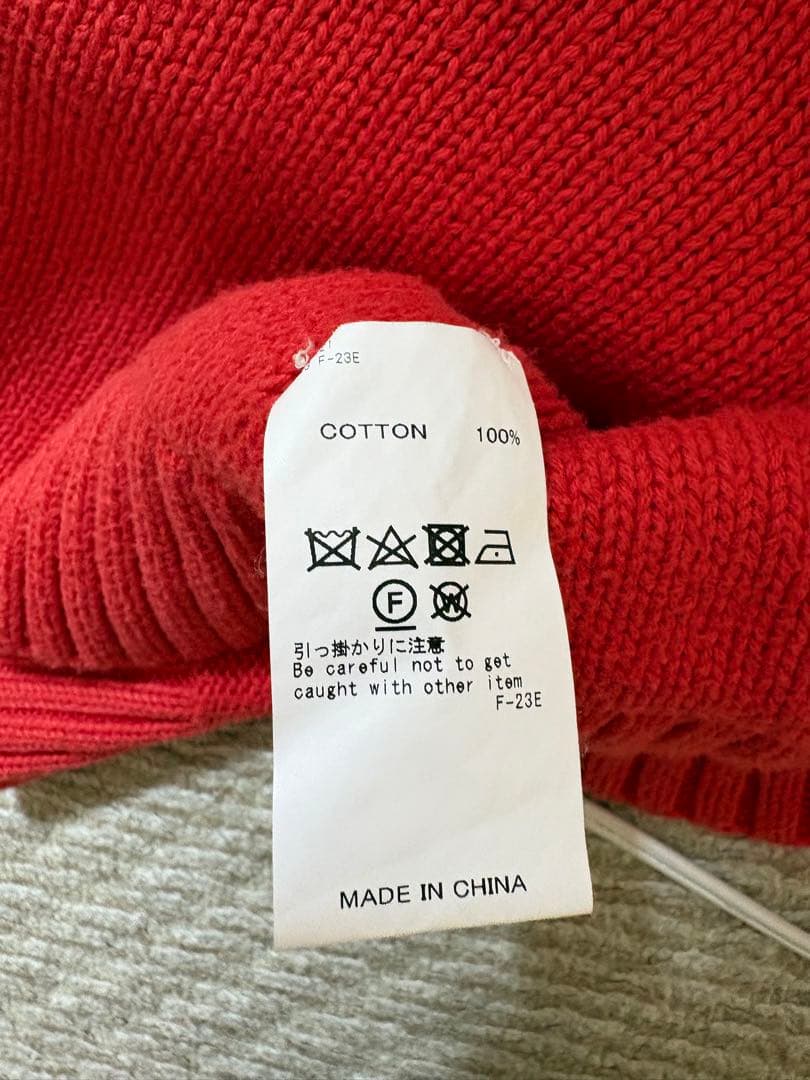 F-23E
COTTON 100%
F W
引っ掛かりに注意
Be careful not to get
caught with other item
F-23E
MADE IN CHINA